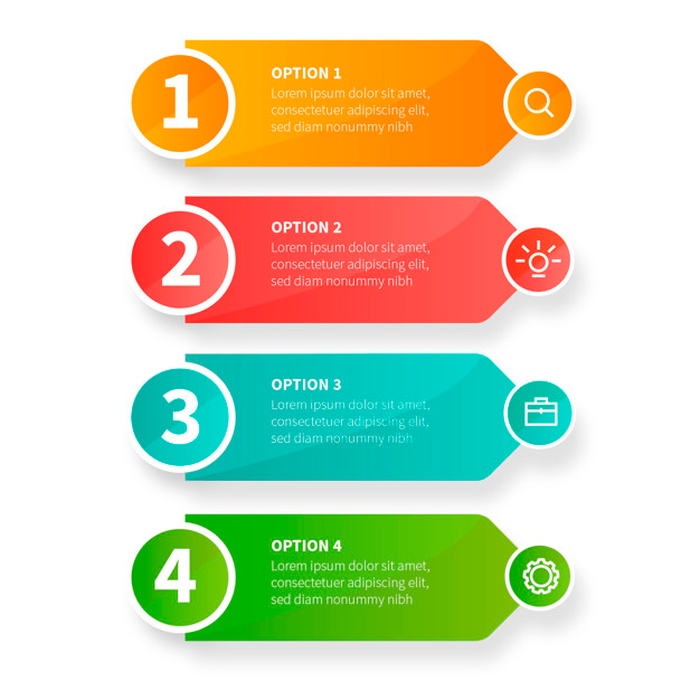 1
OPTION 1
Lorem ipsum dolor sit amet,
consectetuer adipiscing elit,
sed diam nonummy nibh
2
OPTION 2
Lorem ipsum dolor sit amet,
consectetuer adipiscing elit,
sed diam nonummy nibh
3
OPTION 3
Lorem ipsum dolor sit amet,
consectetuer adipiscing elit,
sed diam nonummy nibh
4
OPTION 4
Lorem ipsum dolor sit amet,
consectetuer adipiscing elit,
sed diam nonummy nibh